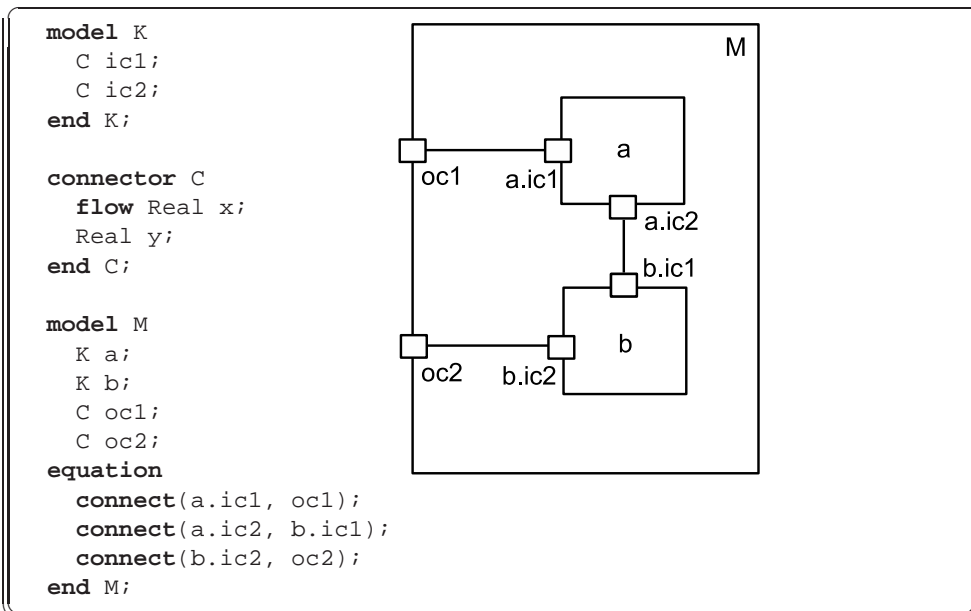 model K
C ic1;
C ic2;
end K;
connector C
flow Real x;
Real y;
end C;
model M
K a;
K b;
C oc1;
C oc2;
equation
connect(a.ic1, oc1);
connect(a.ic2, b.ic1);
connect(b.ic2, oc2);
end M;
M
a
oc1
a.ic1
a.ic2
b.ic1
b
oc2
b.ic2